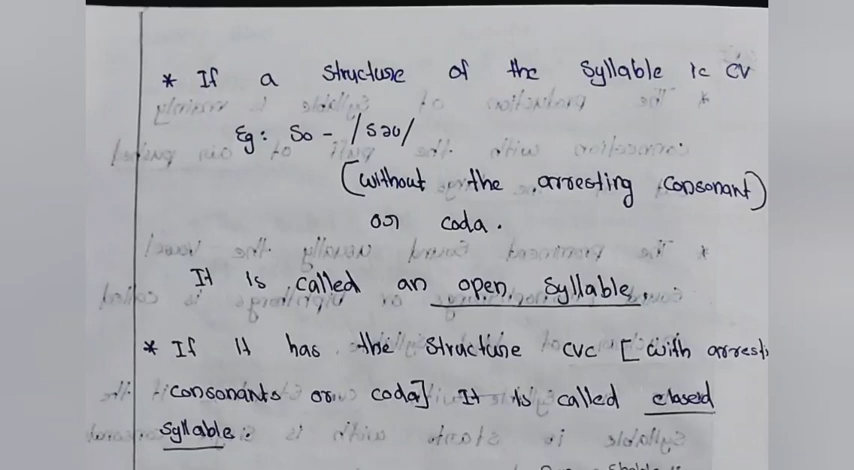 * If a structure of the syllable is CV
Eg: So - /səʊ/
(without the arresting consonant)
or coda.
It is called an open syllable.
* If it has the structure CVC [with arresti
consonants or coda] It is called closed
syllable.